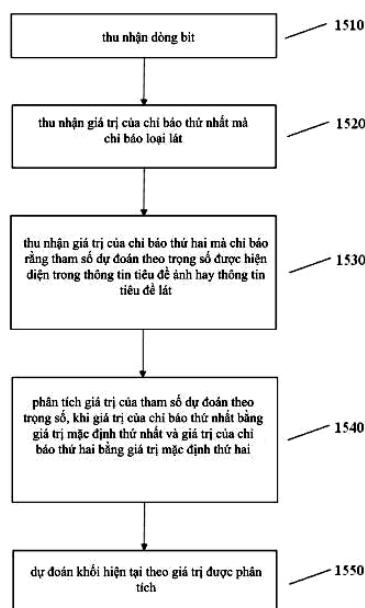 thu nhận dòng bit
1510
thu nhận giá trị của chỉ báo thứ nhất mà
chỉ báo loại lát
1520
thu nhận giá trị của chỉ báo thứ hai mà chỉ báo
rằng tham số dự đoán theo trọng số được hiện
diện trong thông tin tiêu đề ảnh hay thông tin
tiêu đề lát
1530
phân tích giá trị của tham số dự đoán theo
trọng số, khi giá trị của chỉ báo thứ nhất bằng
giá trị mặc định thứ nhất và giá trị của chỉ
báo thứ hai bằng giá trị mặc định thứ hai
1540
dự đoán khối hiện tại theo giá trị được phân
tích
1550